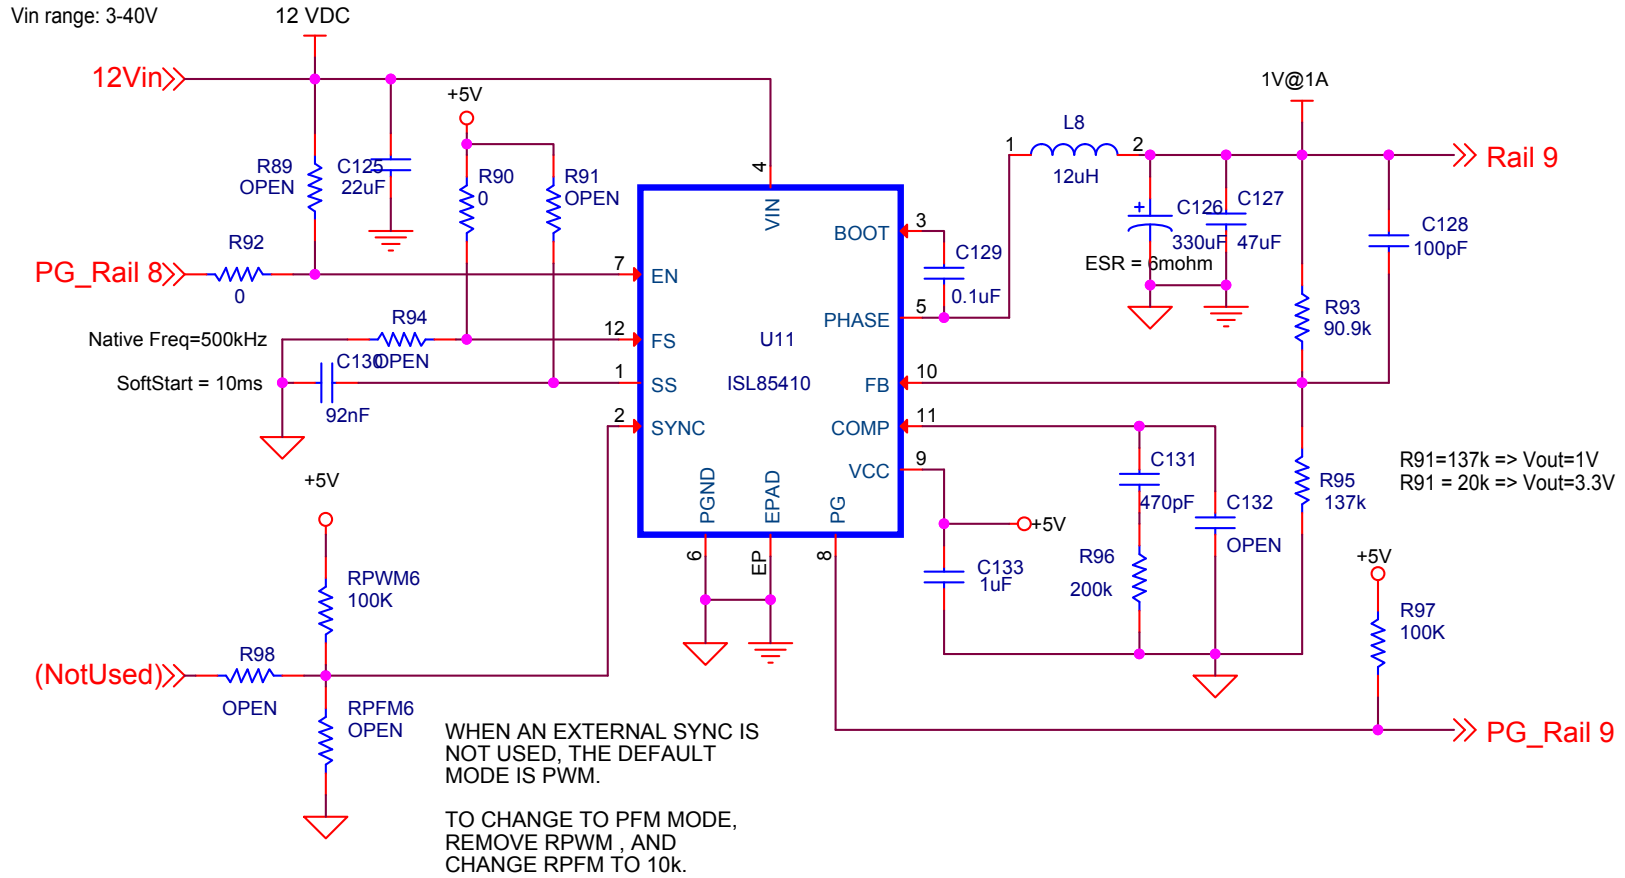 Vin range: 3-40V
12 VDC
12Vin
+5V
1V@1A
L8
1
2
12uH
Rail 9
R89
OPEN
C125
22uF
R90
0
R91
OPEN
4
VIN
R92
0
PG_Rail 8
7
EN
BOOT
3
C129
0.1uF
C126
330uF
ESR = 6mohm
+
C127
47uF
C128
100pF
R93
90.9k
PHASE
5
R94
OPEN
Native Freq=500kHz
12
FS
U11
ISL85410
C130
92nF
SoftStart = 10ms
1
SS
FB
10
2
SYNC
COMP
11
VCC
9
PGND
EPAD
PG
6
EP
8
C131
470pF
C132
OPEN
R96
200k
R95
137k
R91=137k => Vout=1V
R91 = 20k => Vout=3.3V
+5V
C133
1uF
+5V
R97
100K
+5V
RPWM6
100K
(NotUsed)
R98
OPEN
RPFM6
OPEN
PG_Rail 9
WHEN AN EXTERNAL SYNC IS
NOT USED, THE DEFAULT
MODE IS PWM.
TO CHANGE TO PFM MODE,
REMOVE RPWM , AND
CHANGE RPFM TO 10k.